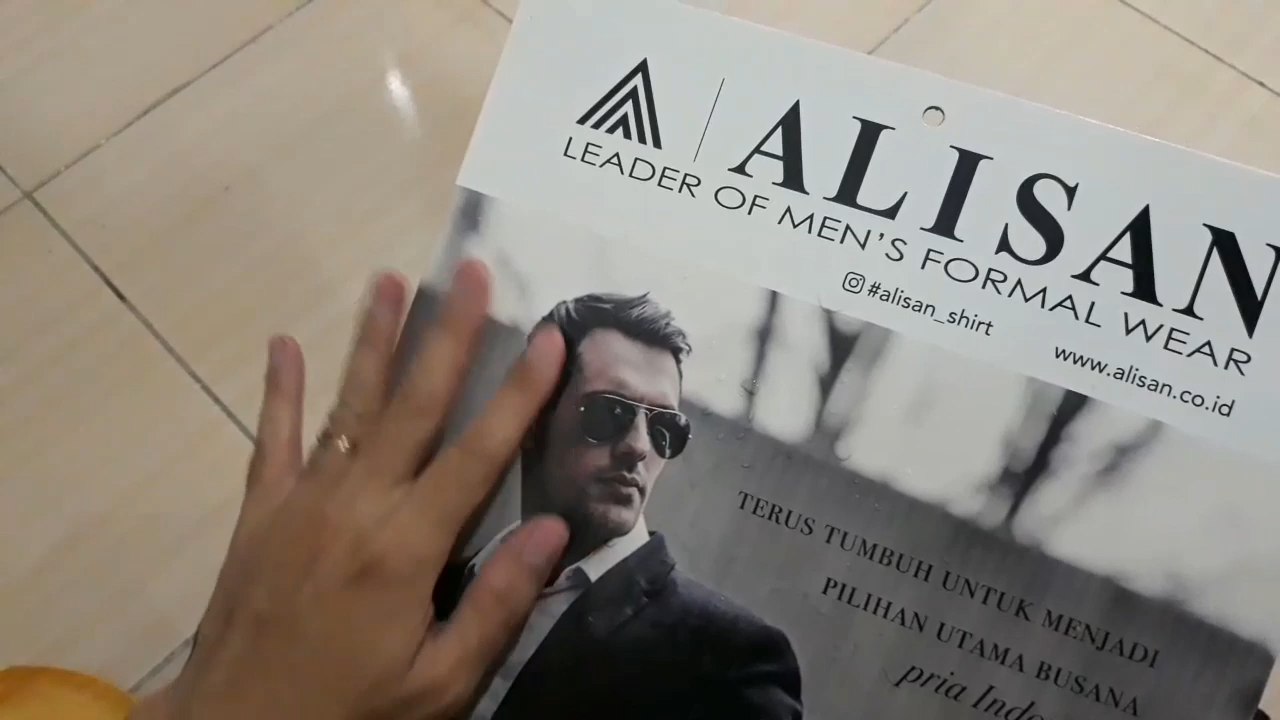 ALISAN
LEADER OF MEN'S FORMAL WEAR
#alisan_shirt
www.alisan.co.id
TERUS TUMBUH UNTUK MENJADI
PILIHAN UTAMA BUSANA
pria